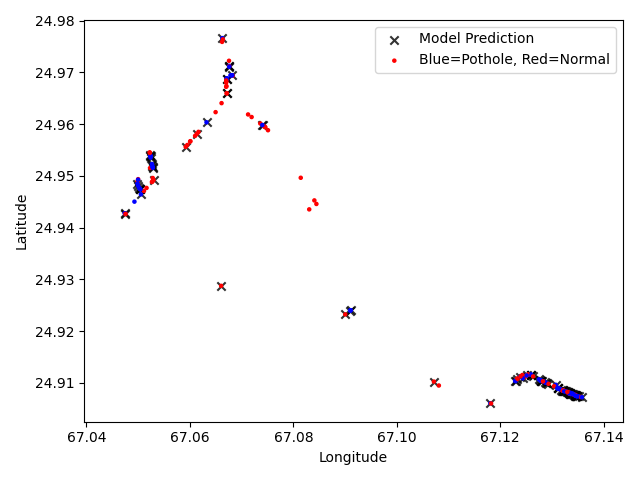 24.98
24.97
24.96
24.95
24.94
24.93
24.92
24.91
Latitude
Model Prediction
Blue=Pothole, Red=Normal
67.04 67.06 67.08 67.10 67.12 67.14
Longitude